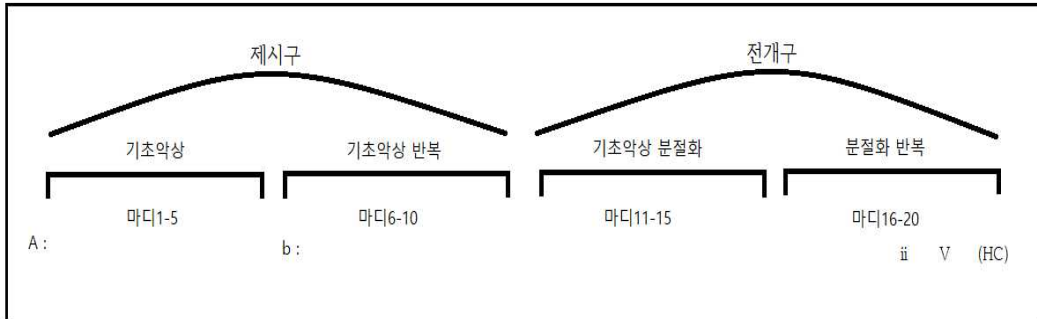 제시구 전개구
기초악상 기초악상 반복 기초악상 분절화 분절화 반복
마디1-5 마디6-10 마디11-15 마디16-20
A : b : ii V (HC)